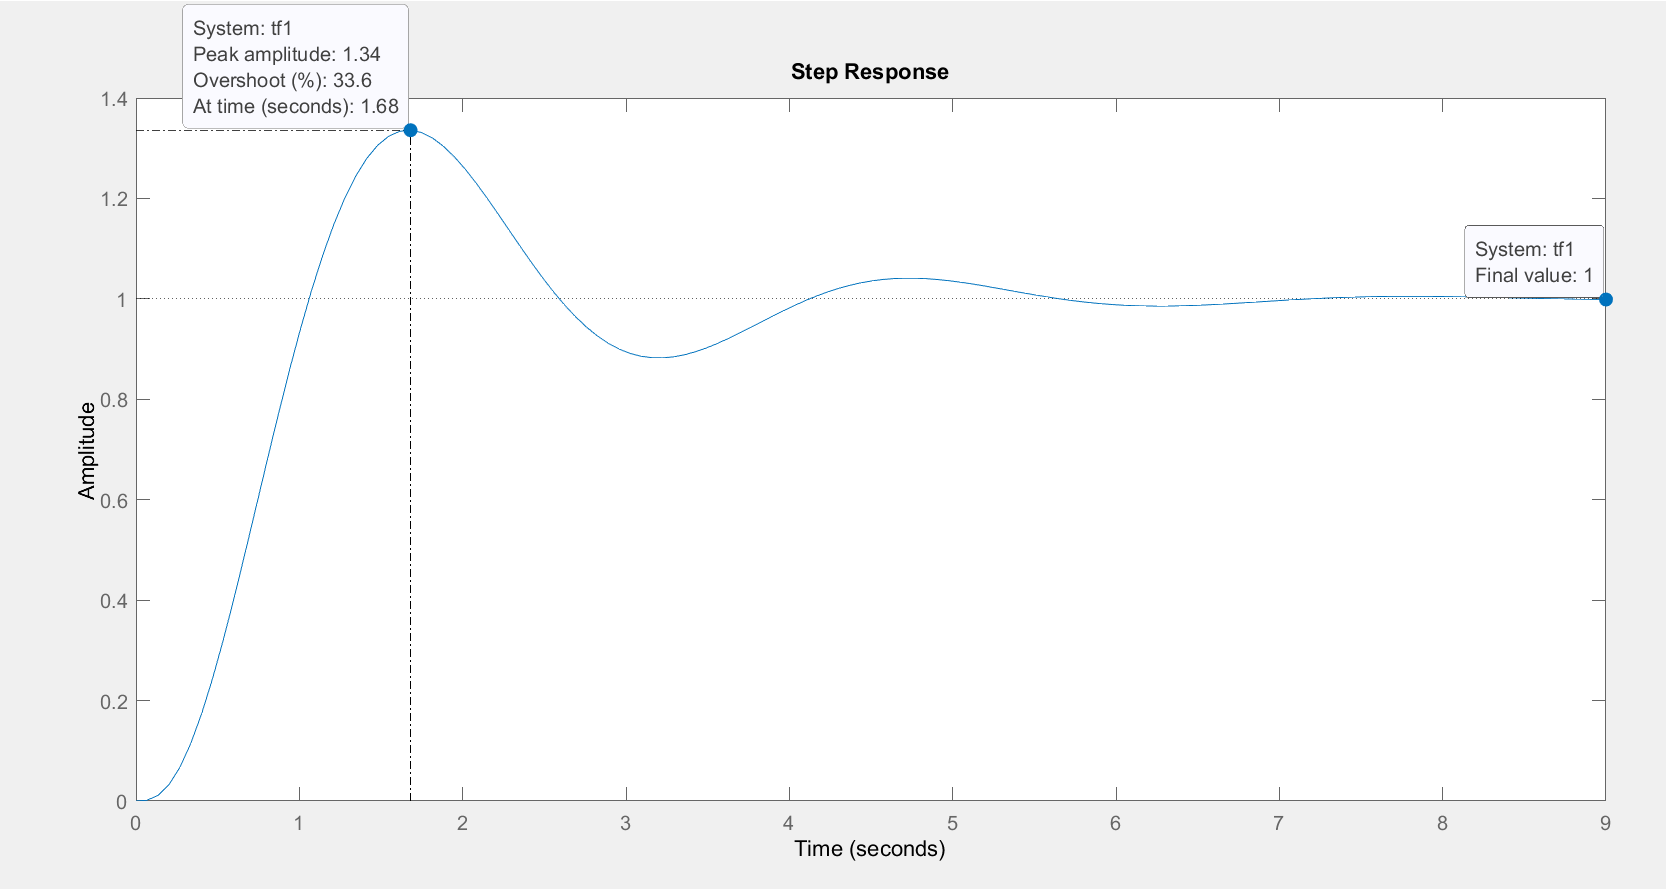 System: tf1
Peak amplitude: 1.34
Overshoot (%): 33.6
At time (seconds): 1.68
Step Response
System: tf1
Final value: 1
Amplitude
1.4
1.2
1
0.8
0.6
0.4
0.2
0
0 1 2 3 4 5 6 7 8 9
Time (seconds)